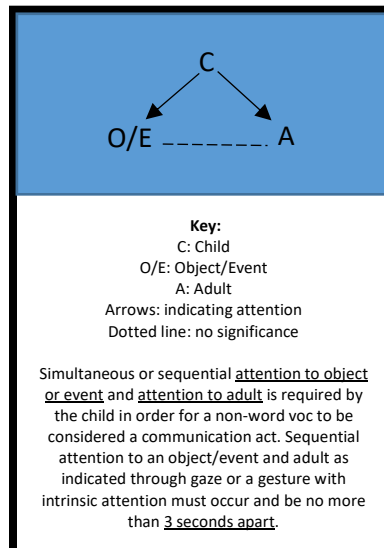 C
O/E A
Key:
C: Child
O/E: Object/Event
A: Adult
Arrows: indicating attention
Dotted line: no significance
Simultaneous or sequential attention to object
or event and attention to adult is required by
the child in order for a non-word voc to be
considered a communication act. Sequential
attention to an object/event and adult as
indicated through gaze or a gesture with
intrinsic attention must occur and be no more
than 3 seconds apart.